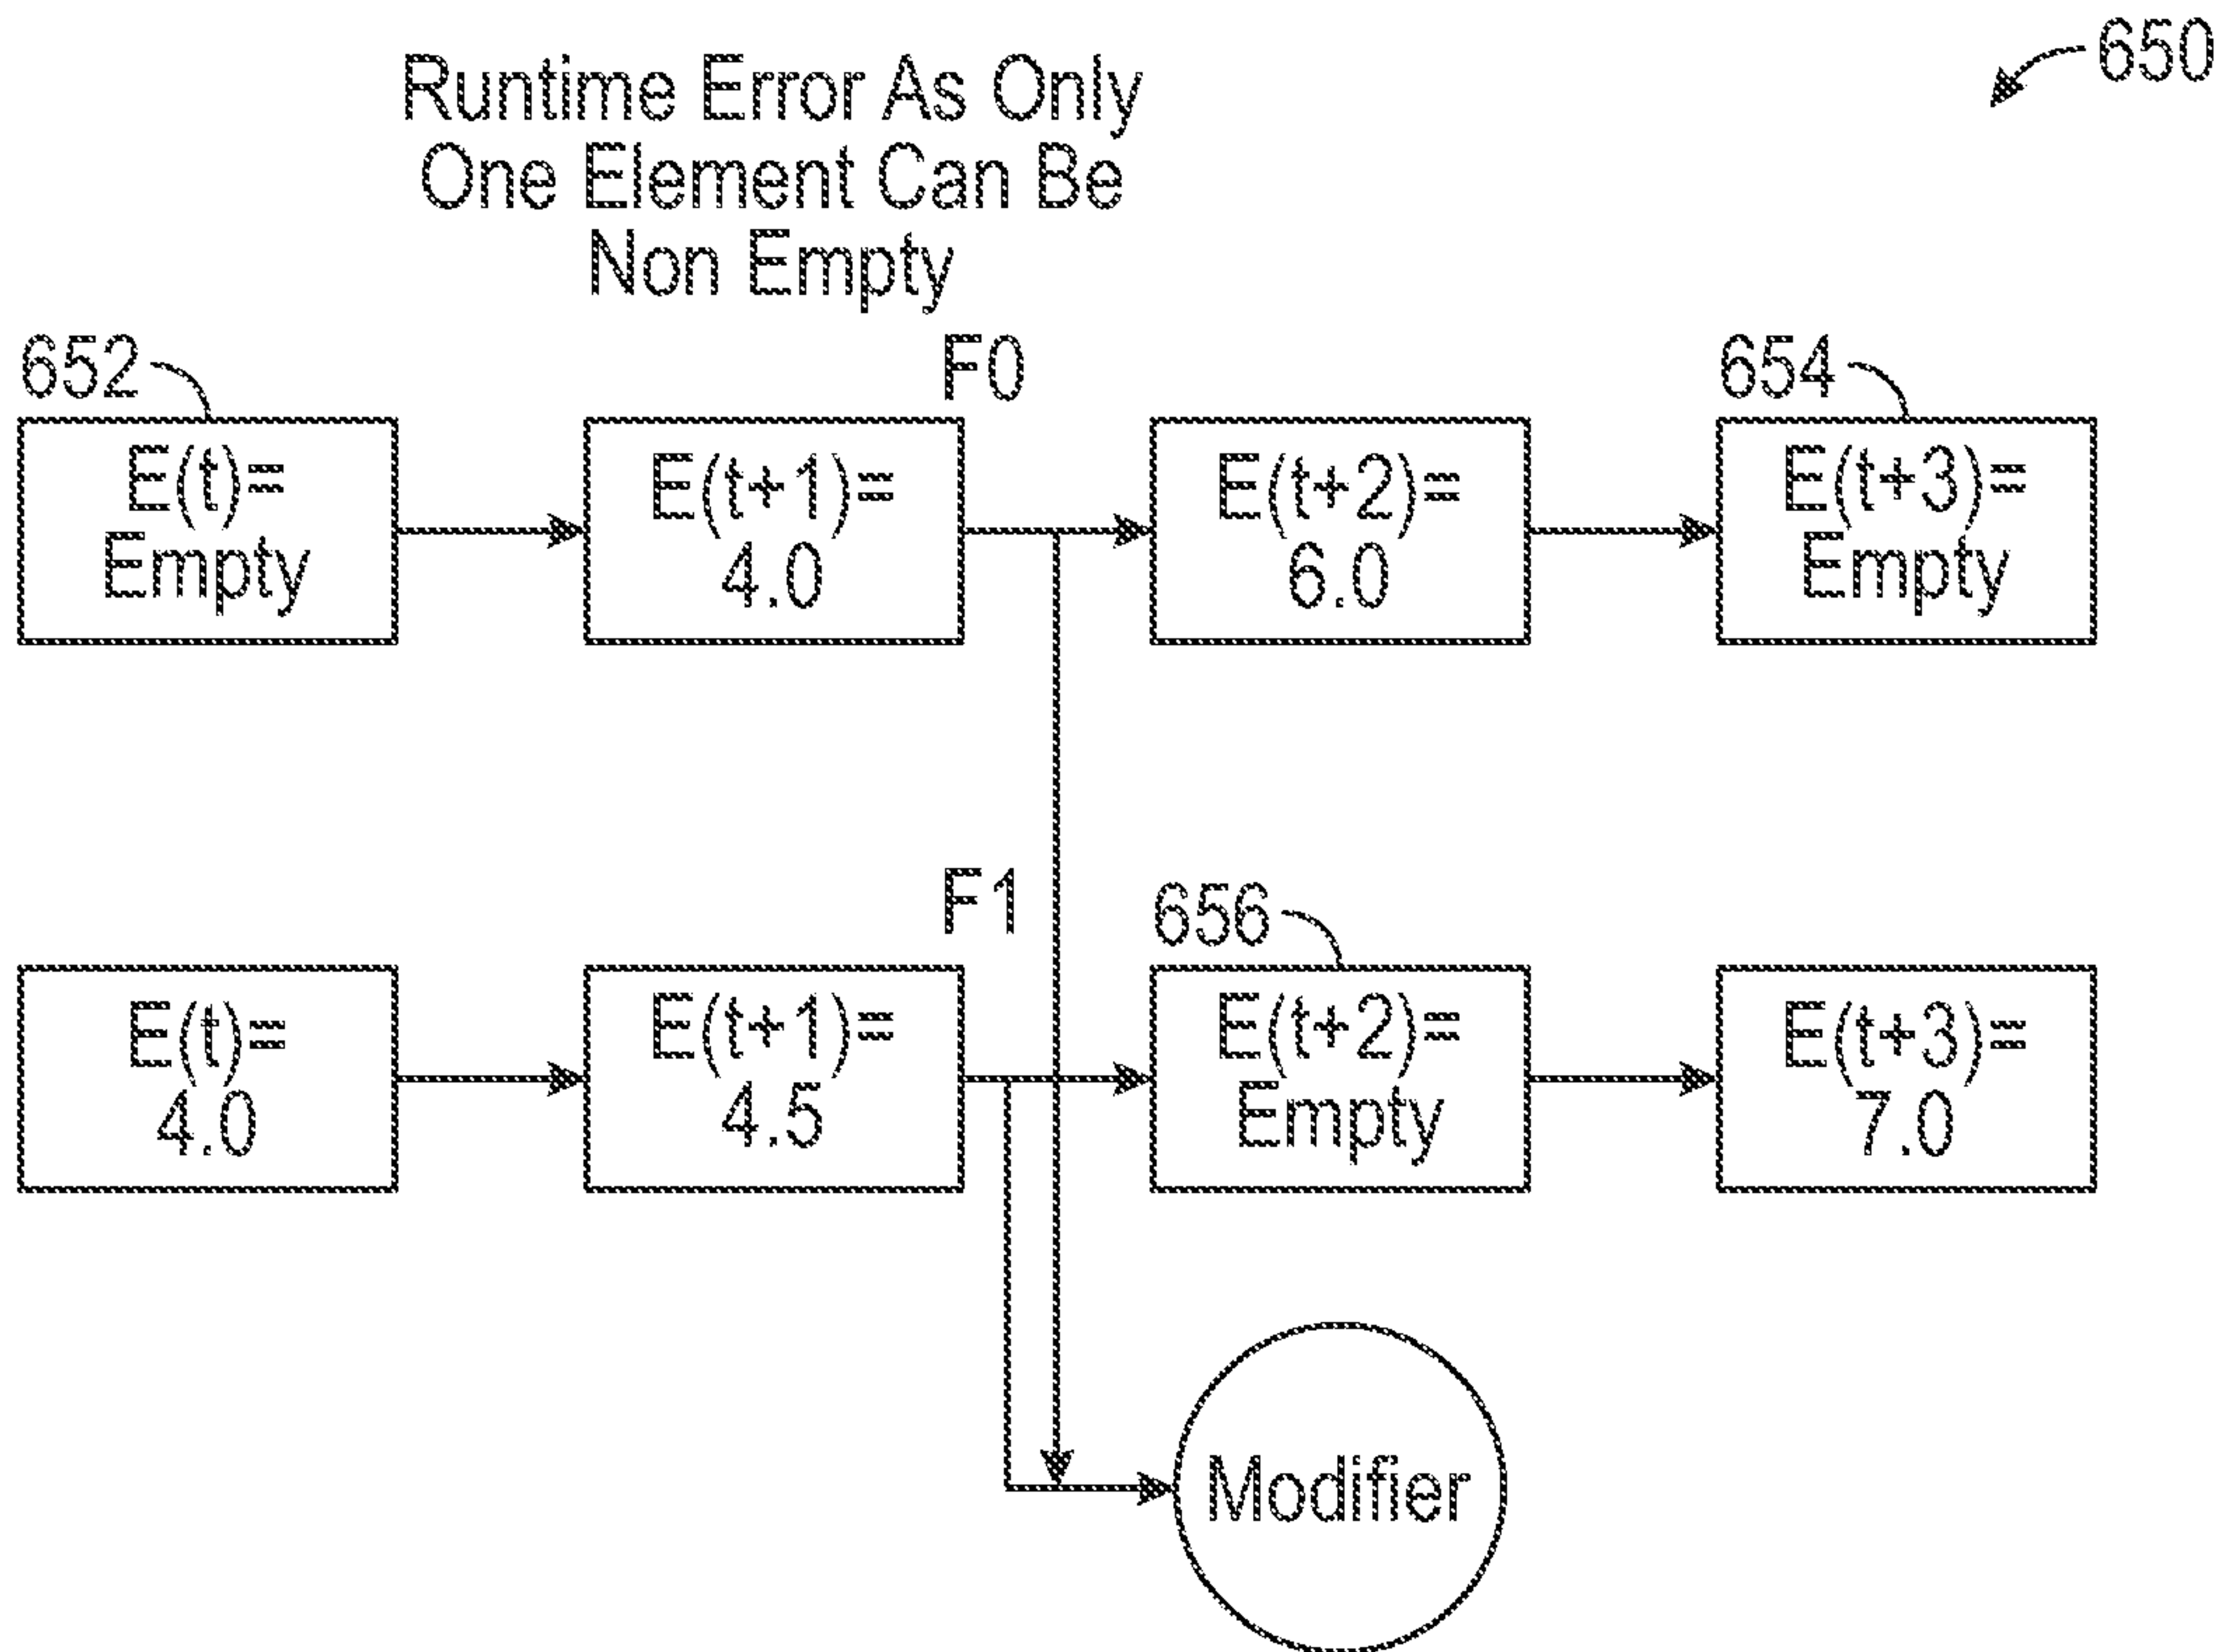 650
Runtime Error As Only
One Element Can Be
Non Empty
652
F0
654
E(t)=
Empty
E(t+1)=
4.0
E(t+2)=
6.0
E(t+3)=
Empty
F1
656
E(t)=
4.0
E(t+1)=
4.5
E(t+2)=
Empty
E(t+3)=
7.0
Modifier